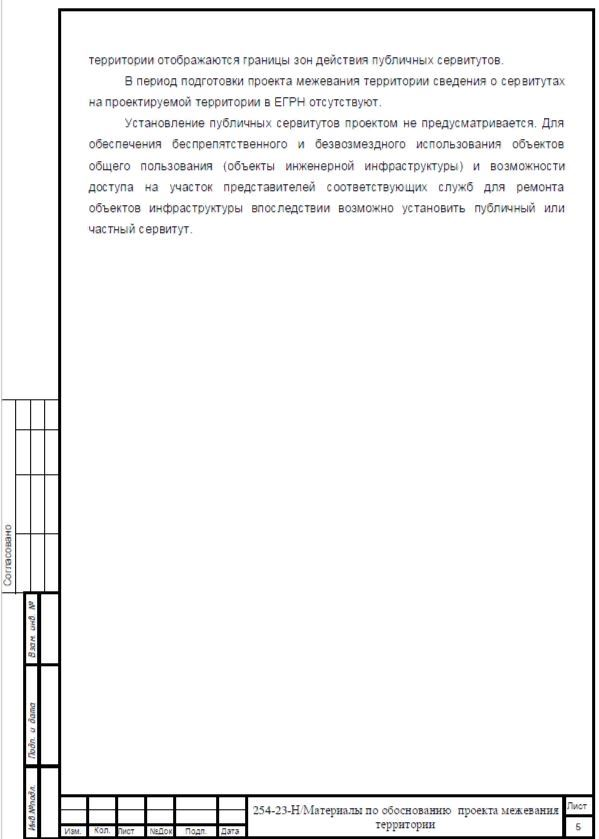 территории отображаются границы зон действия публичных сервитутов.
В период подготовки проекта межевания территории сведения о сервитутах
на проектируемой территории в ЕГРН отсутствуют.
Установление публичных сервитутов проектом не предусматривается. Для
обеспечения беспрепятственного и безвозмездного использования объектов
общего пользования (объекты инженерной инфраструктуры) и возможности
доступа на участок представителей соответствующих служб для ремонта
объектов инфраструктуры впоследствии возможно установить публичный или
частный сервитут.
Согласовано
Взам. инв. №
Подп. и дата
Инв №подл.
Изм. Кол. Лист №Док Подп. Дата
254-23-Н/Материалы по обоснованию проекта межевания
территории
Лист
5